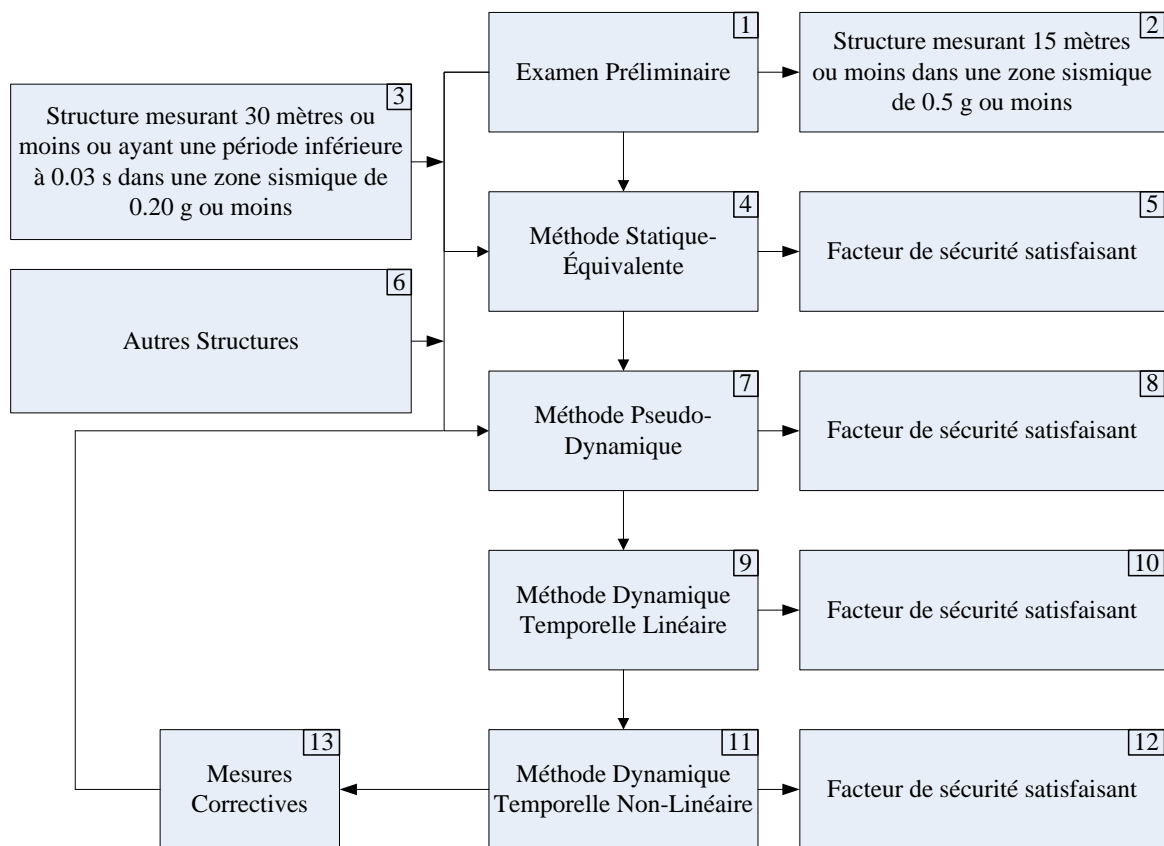 1
Examen Préliminaire
2
Structure mesurant 15 mètres
ou moins dans une zone sismique
de 0.5 g ou moins
3
Structure mesurant 30 mètres ou
moins ou ayant une période inférieure
à 0.03 s dans une zone sismique de
0.20 g ou moins
4
Méthode Statique-
Équivalente
5
Facteur de sécurité satisfaisant
6
Autres Structures
7
Méthode Pseudo-
Dynamique
8
Facteur de sécurité satisfaisant
9
Méthode Dynamique
Temporelle Linéaire
10
Facteur de sécurité satisfaisant
11
Méthode Dynamique
Temporelle Non-Linéaire
12
Facteur de sécurité satisfaisant
13
Mesures
Correctives